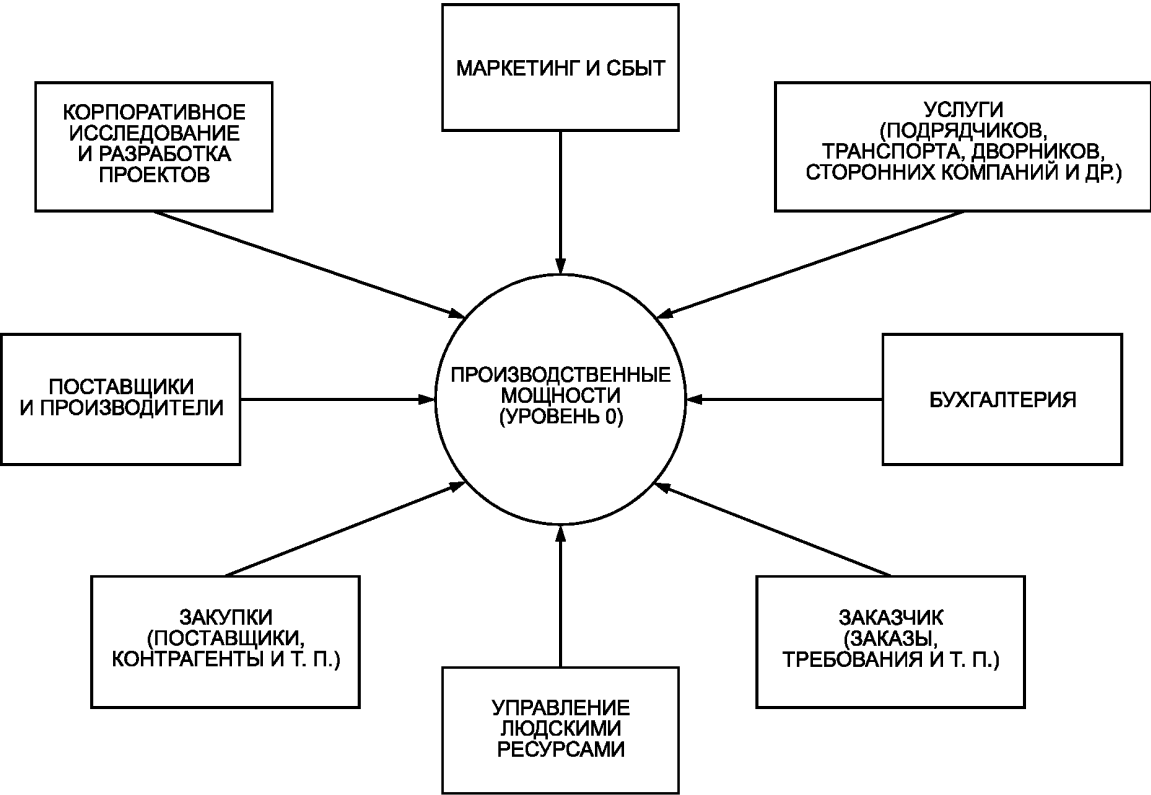 МАРКЕТИНГ И СБЫТ
КОРПОРАТИВНОЕ
ИССЛЕДОВАНИЕ
И РАЗРАБОТКА
ПРОЕКТОВ
УСЛУГИ
(ПОДРЯДЧИКОВ,
ТРАНСПОРТА, ДВОРНИКОВ,
СТОРОННИХ КОМПАНИЙ И ДР.)
ПОСТАВЩИКИ
И ПРОИЗВОДИТЕЛИ
ПРОИЗВОДСТВЕННЫЕ
МОЩНОСТИ
(УРОВЕНЬ 0)
БУХГАЛТЕРИЯ
ЗАКУПКИ
(ПОСТАВЩИКИ,
КОНТРАГЕНТЫ И Т. П.)
УПРАВЛЕНИЕ
ЛЮДСКИМИ
РЕСУРСАМИ
ЗАКАЗЧИК
(ЗАКАЗЫ,
ТРЕБОВАНИЯ И Т. П.)